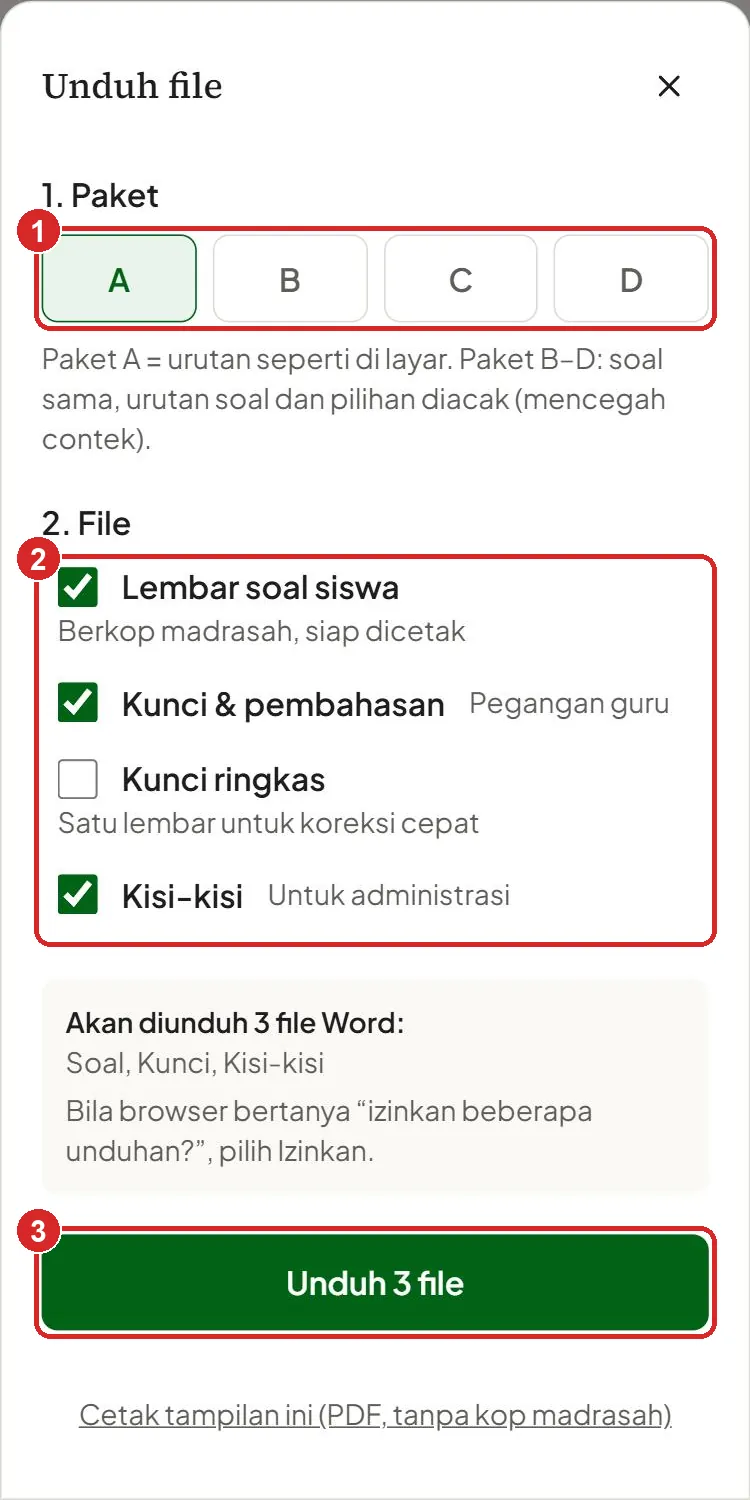 Unduh file
1. Paket
1
A B C D
Paket A = urutan seperti di layar. Paket B–D: soal
sama, urutan soal dan pilihan diacak (mencegah
contek).
2. File
2
Lembar soal siswa
Berkop madrasah, siap dicetak
Kunci & pembahasan Pegangan guru
Kunci ringkas
Satu lembar untuk koreksi cepat
Kisi-kisi Untuk administrasi
Akan diunduh 3 file Word:
Soal, Kunci, Kisi-kisi
Bila browser bertanya “izinkan beberapa
unduhan?”, pilih Izinkan.
3
Unduh 3 file
Cetak tampilan ini (PDF, tanpa kop madrasah)